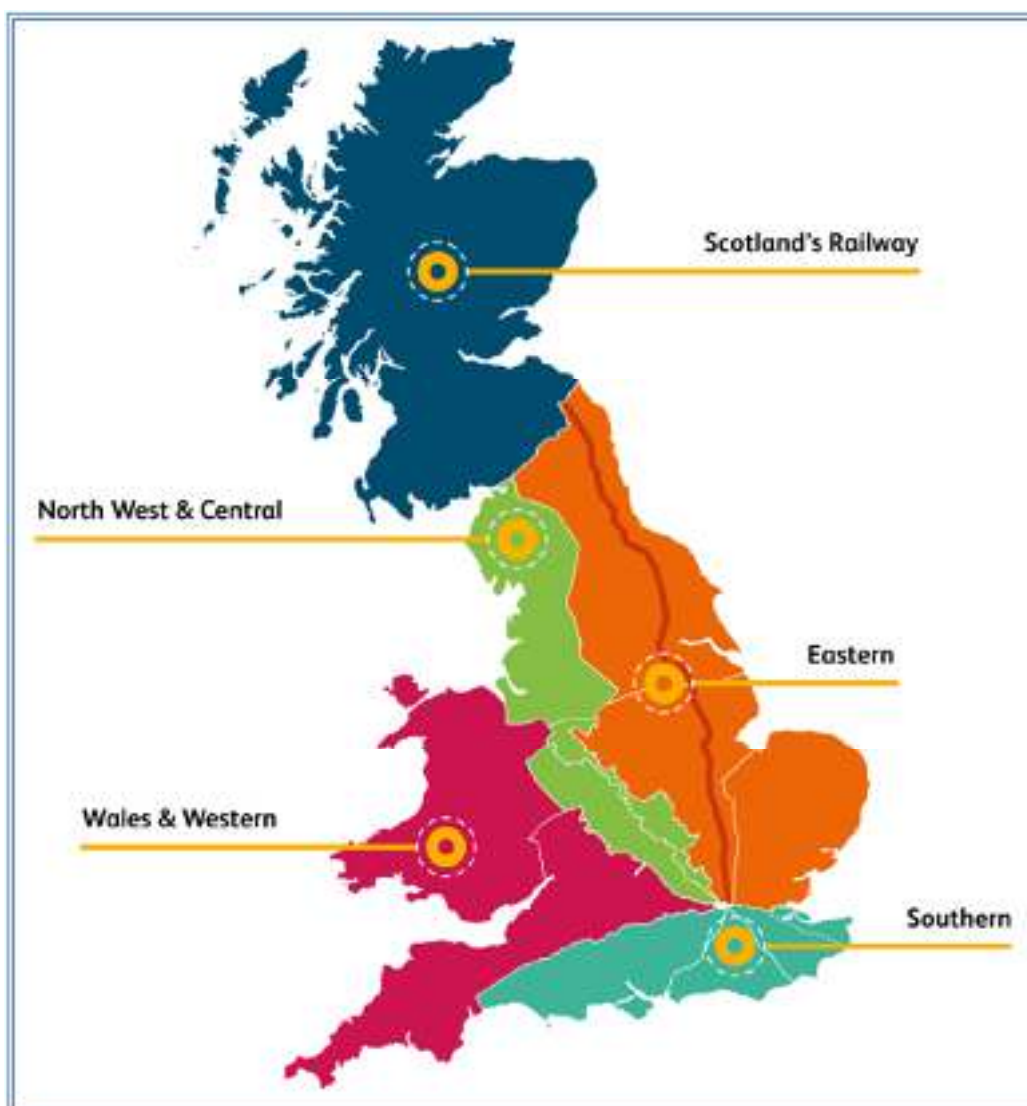 Scotland's Railway
North West & Central
Eastern
Wales & Western
Southern